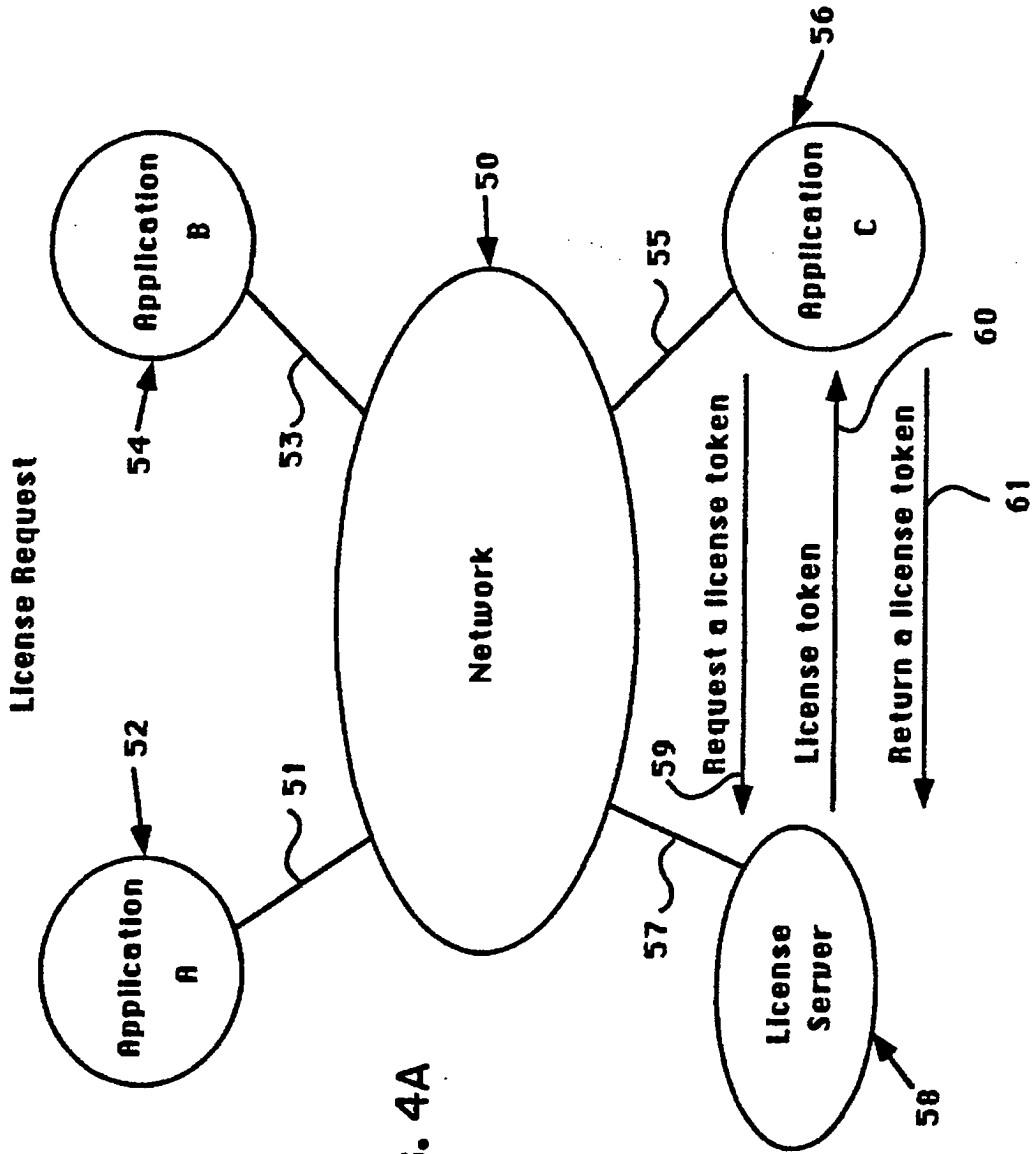 License Request
52
54
Application
A
Application
B
51
53
Network
50
4A
57
55
59
Request a license token
License
Server
License token
Application
C
Return a license token
58
56
60
61